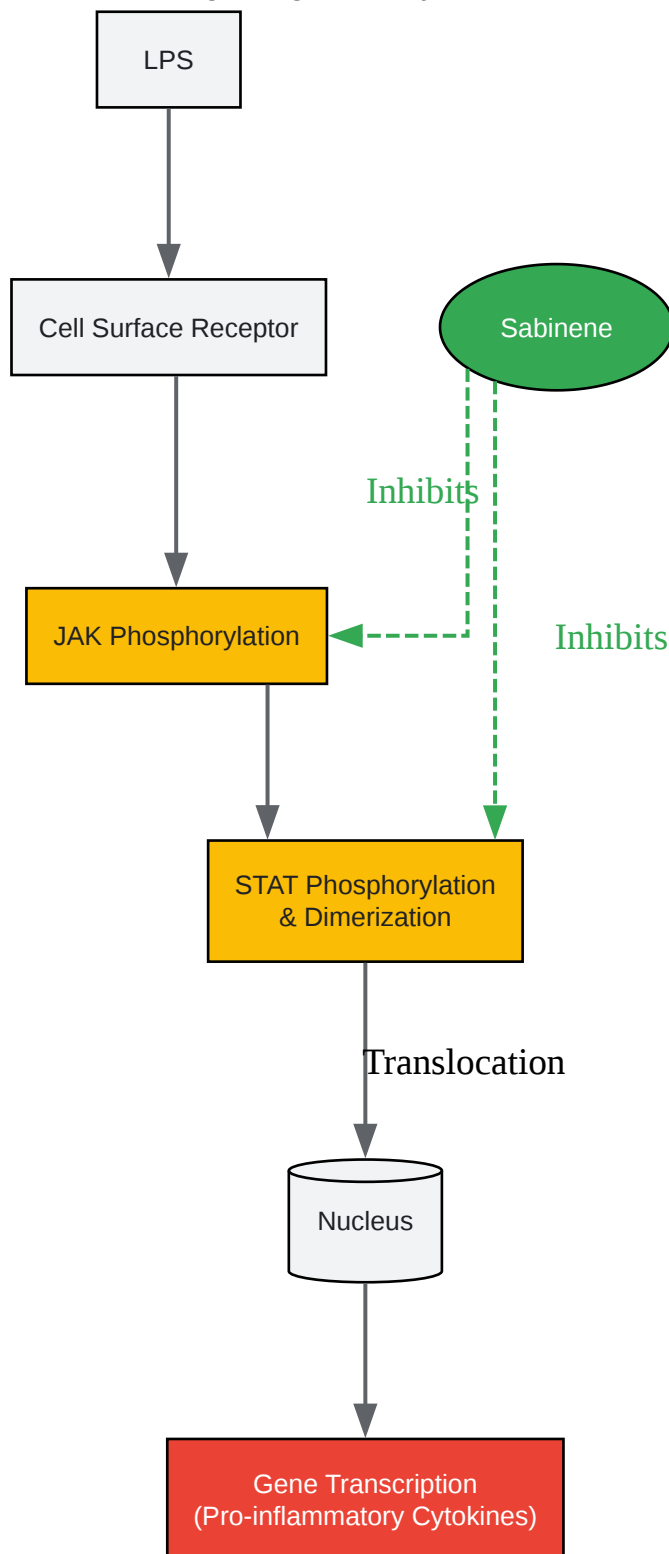 LPS
Cell Surface Receptor
Sabinene
Inhibits
JAK Phosphorylation
Inhibits
STAT Phosphorylation
& Dimerization
Translocation
Nucleus
Gene Transcription
(Pro-inflammatory Cytokines)